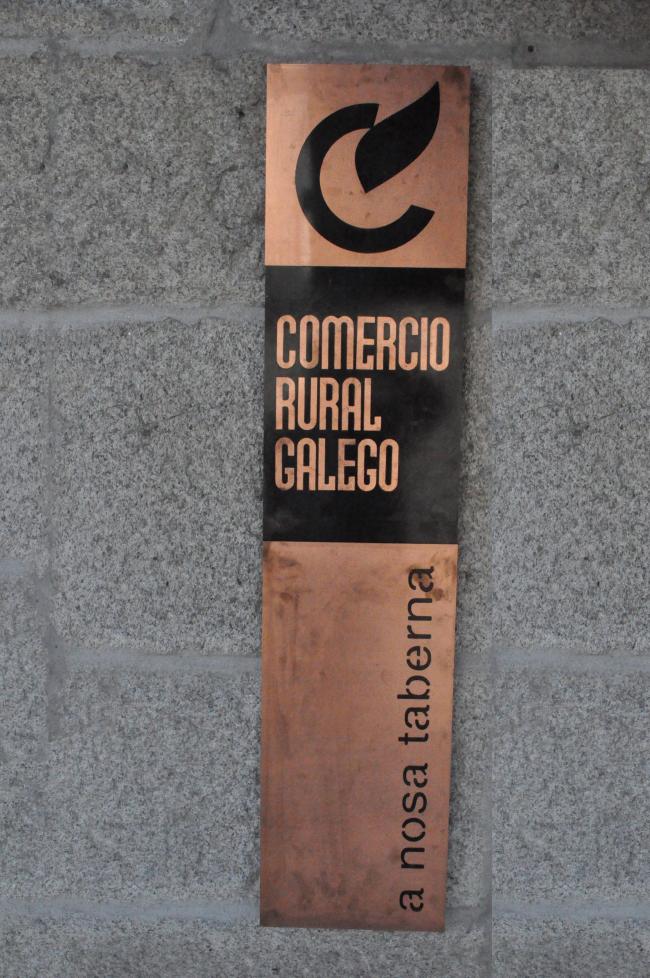 COMERCIO
RURAL
GALEGO
a nosa taberna